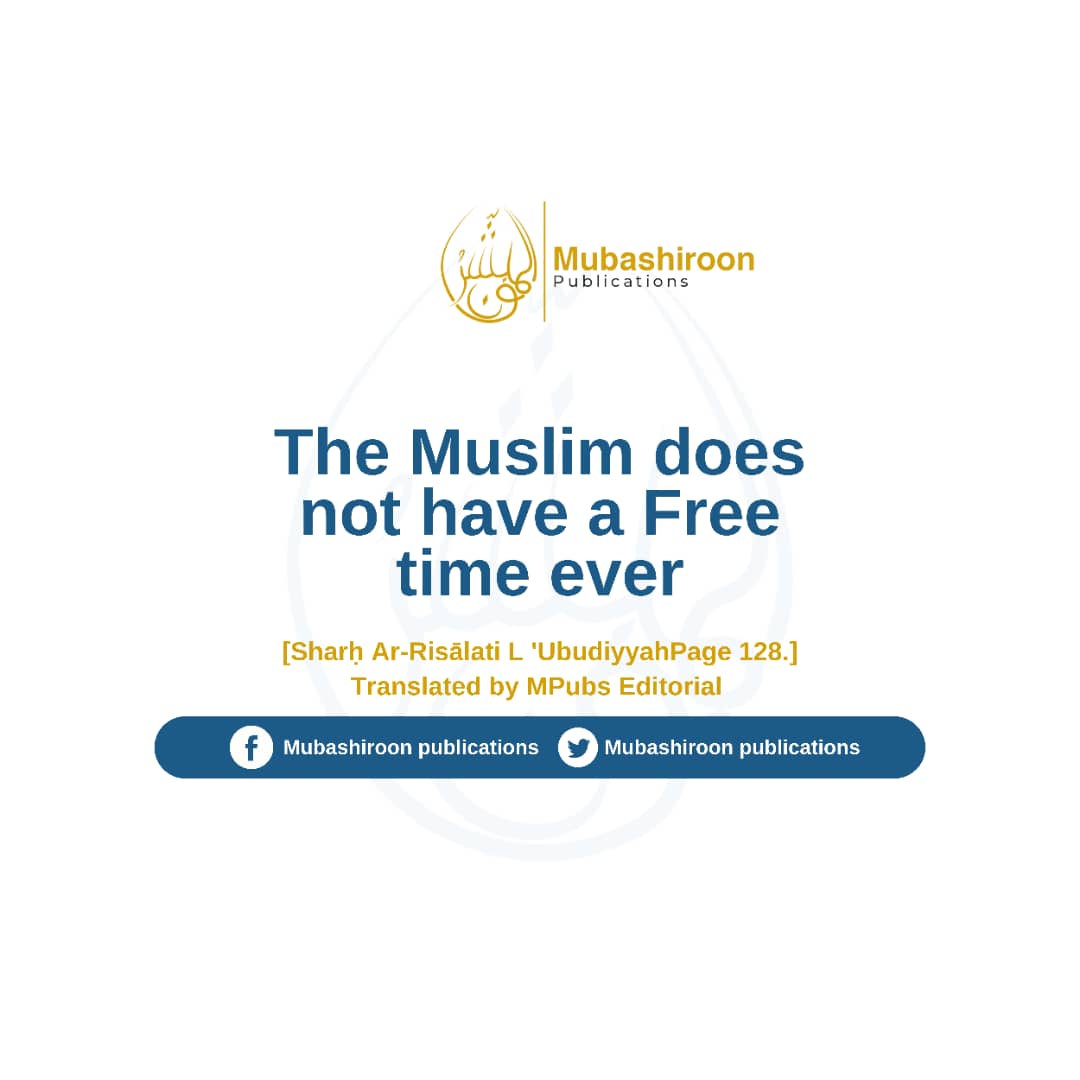 Mubashiroon
Publications
The Muslim does
not have a Free
time ever
[Sharḥ Ar-Risālati L 'UbudiyyahPage 128.]
Translated by MPubs Editorial
Mubashiroon publications Mubashiroon publications